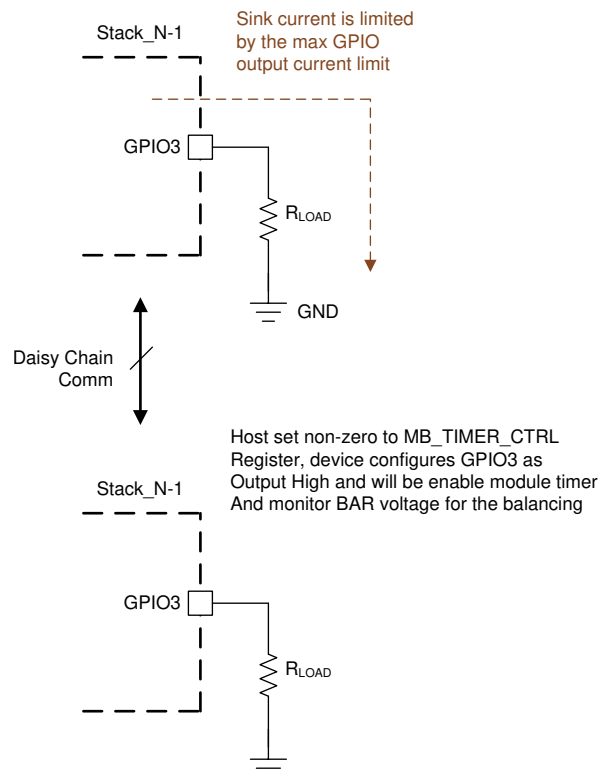 Sink current is limited
by the max GPIO
output current limit
Stack_N-1
GPIO3
RLOAD
GND
Daisy Chain
Comm
Host set non-zero to MB_TIMER_CTRL
Register, device configures GPIO3 as
Output High and will be enable module timer
And monitor BAR voltage for the balancing
Stack_N-1
GPIO3
RLOAD